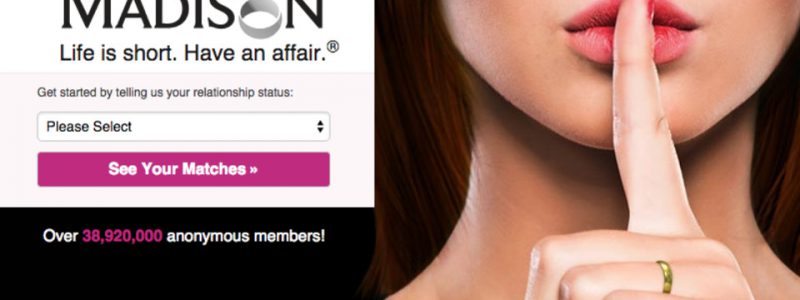 MADISON
Life is short. Have an affair.®
Get started by telling us your relationship status:
Please Select
See Your Matches »
Over 38,920,000 anonymous members!